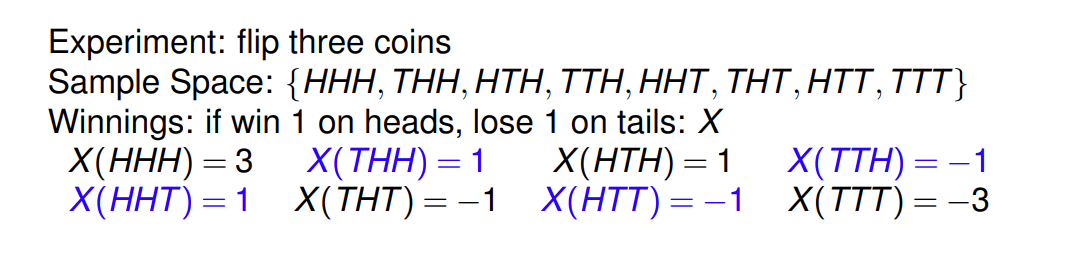 Experiment: flip three coins
Sample Space: {HHH, THH, HTH, TTH, HHT, THT, HTT, TTT}
Winnings: if win 1 on heads, lose 1 on tails: X
X(HHH) = 3 X(THH) = 1 X(HTH) = 1 X(TTH) = −1
X(HHT) = 1 X(THT) = −1 X(HTT) = −1 X(TTT) = −3